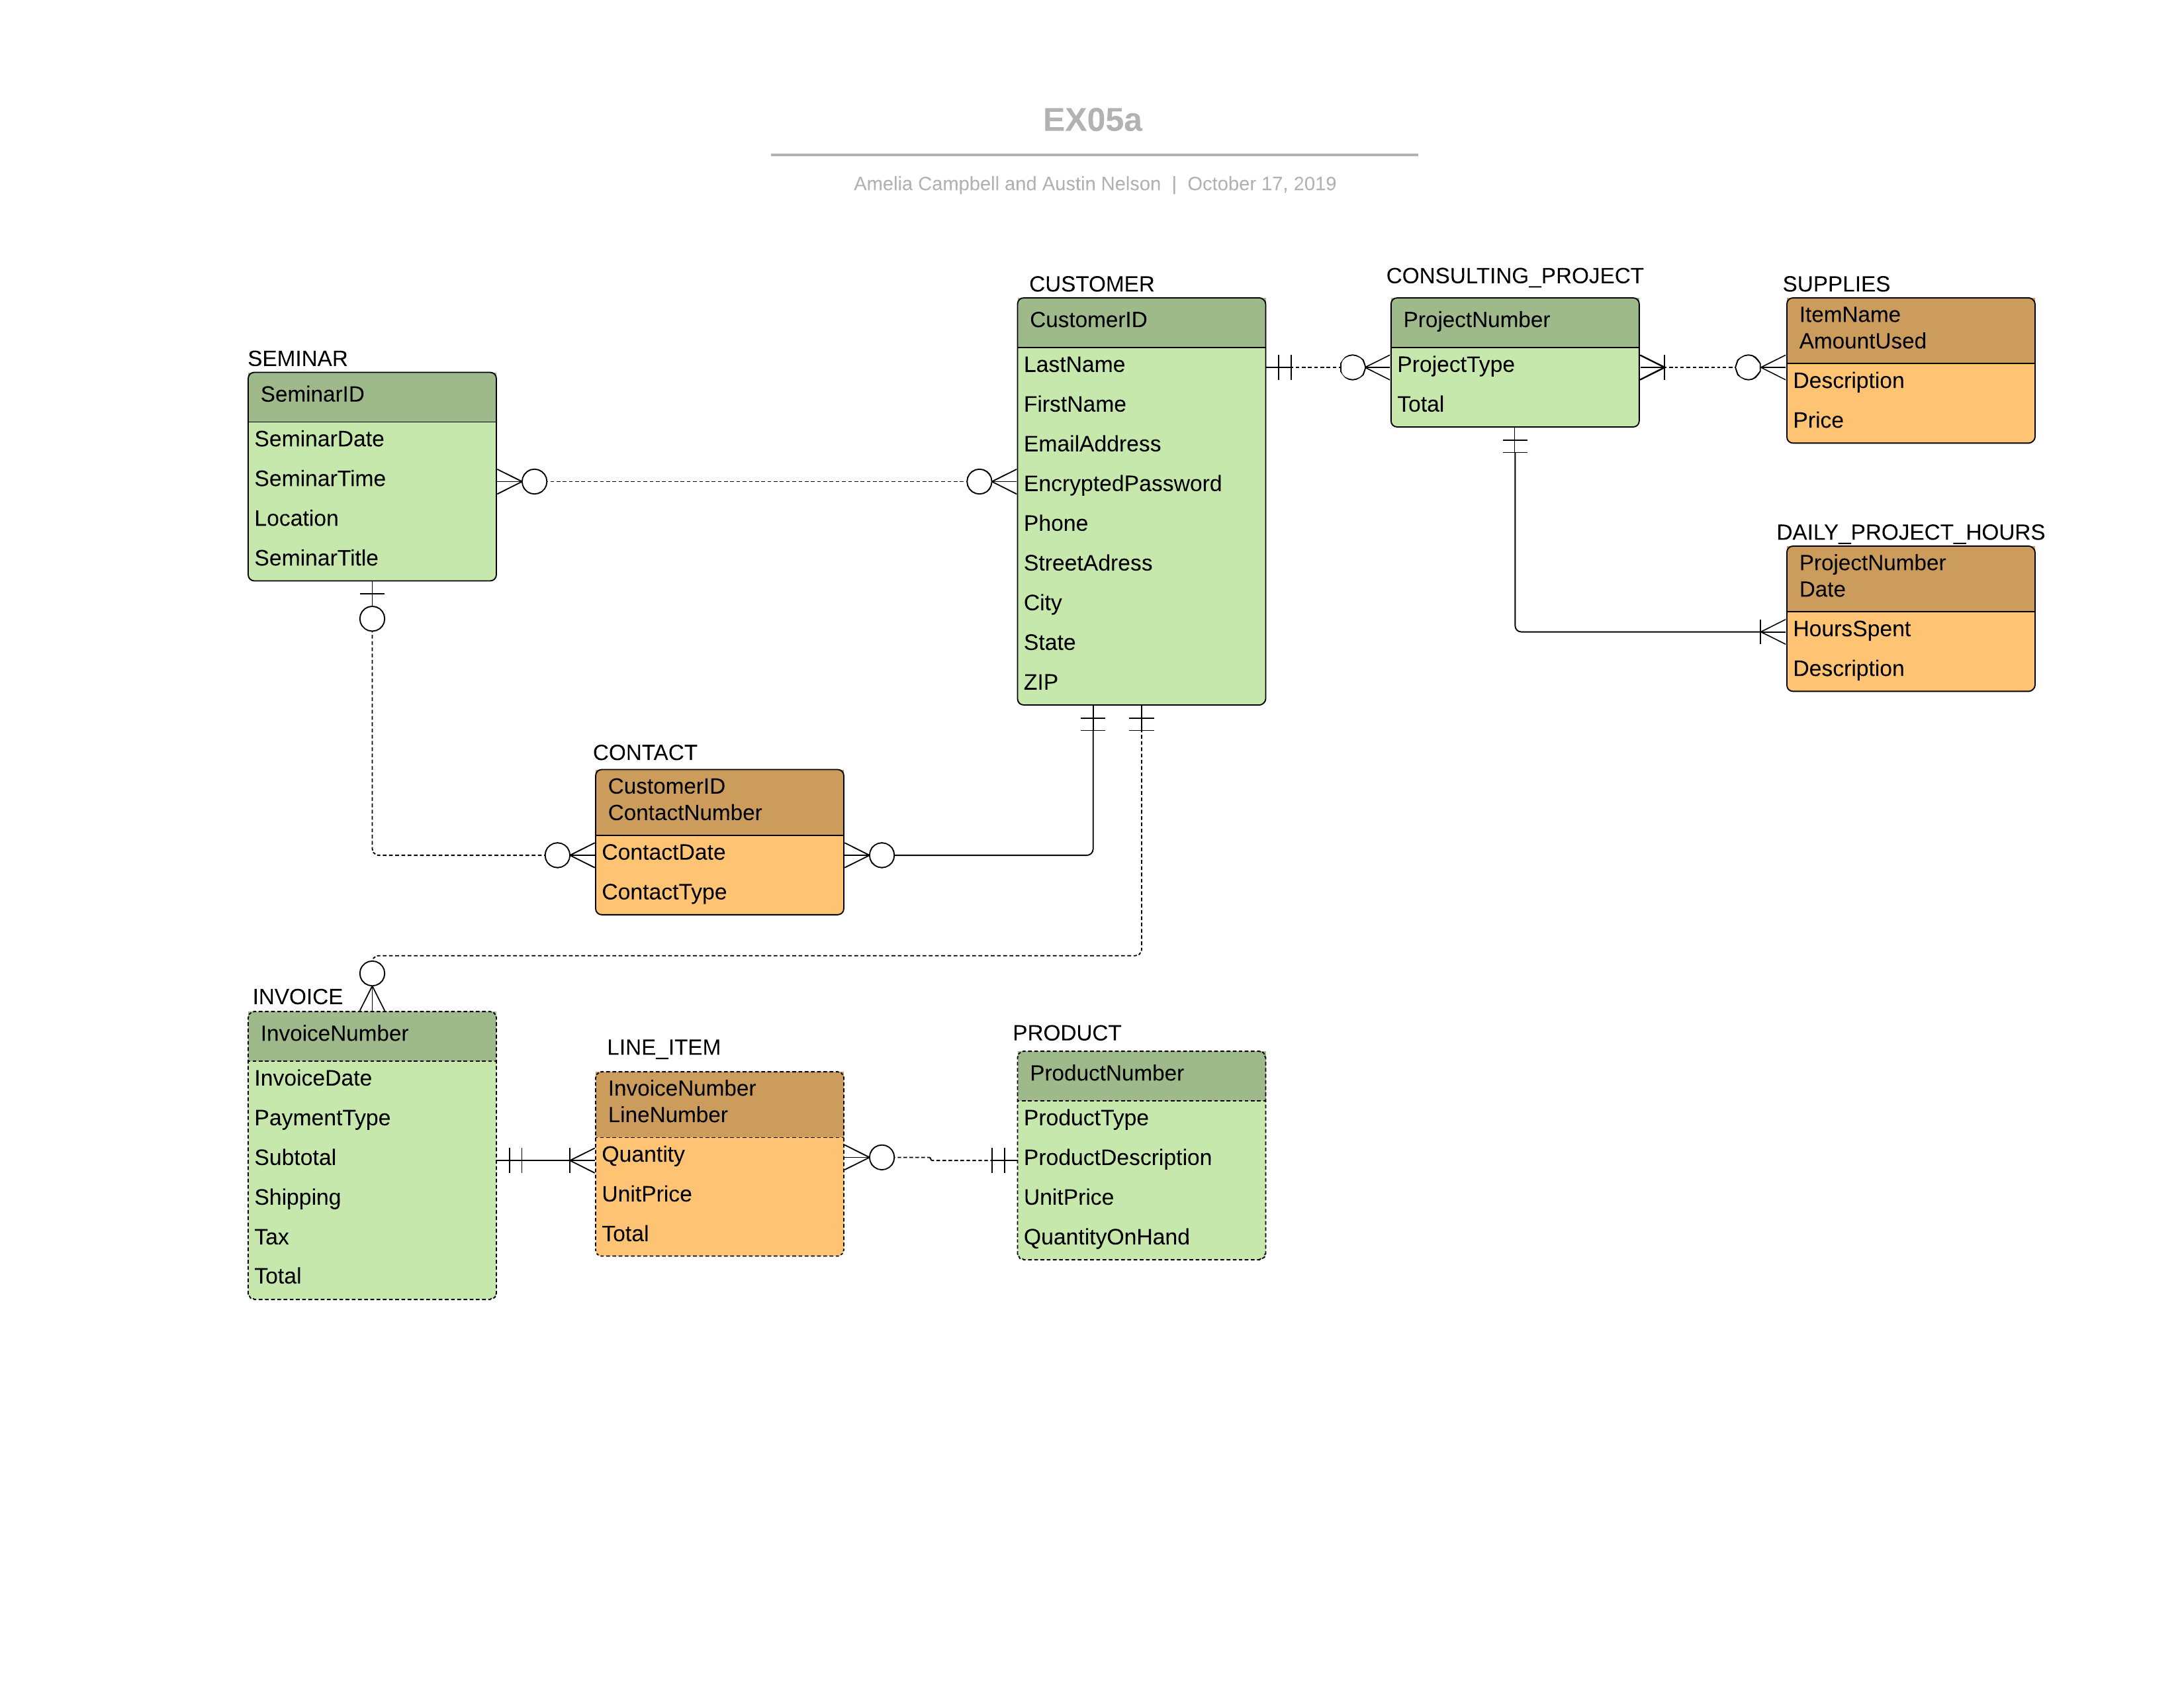 EX05a
Amelia Campbell and Austin Nelson | October 17, 2019
SEMINAR
SeminarID
SeminarDate
SeminarTime
Location
SeminarTitle
CUSTOMER
CustomerID
LastName
FirstName
EmailAddress
EncryptedPassword
Phone
StreetAdress
City
State
ZIP
CONSULTING_PROJECT
ProjectNumber
ProjectType
Total
SUPPLIES
ItemName
AmountUsed
Description
Price
DAILY_PROJECT_HOURS
ProjectNumber
Date
HoursSpent
Description
CONTACT
CustomerID
ContactNumber
ContactDate
ContactType
INVOICE
InvoiceNumber
InvoiceDate
PaymentType
Subtotal
Shipping
Tax
Total
LINE_ITEM
InvoiceNumber
LineNumber
Quantity
UnitPrice
Total
PRODUCT
ProductNumber
ProductType
ProductDescription
UnitPrice
QuantityOnHand